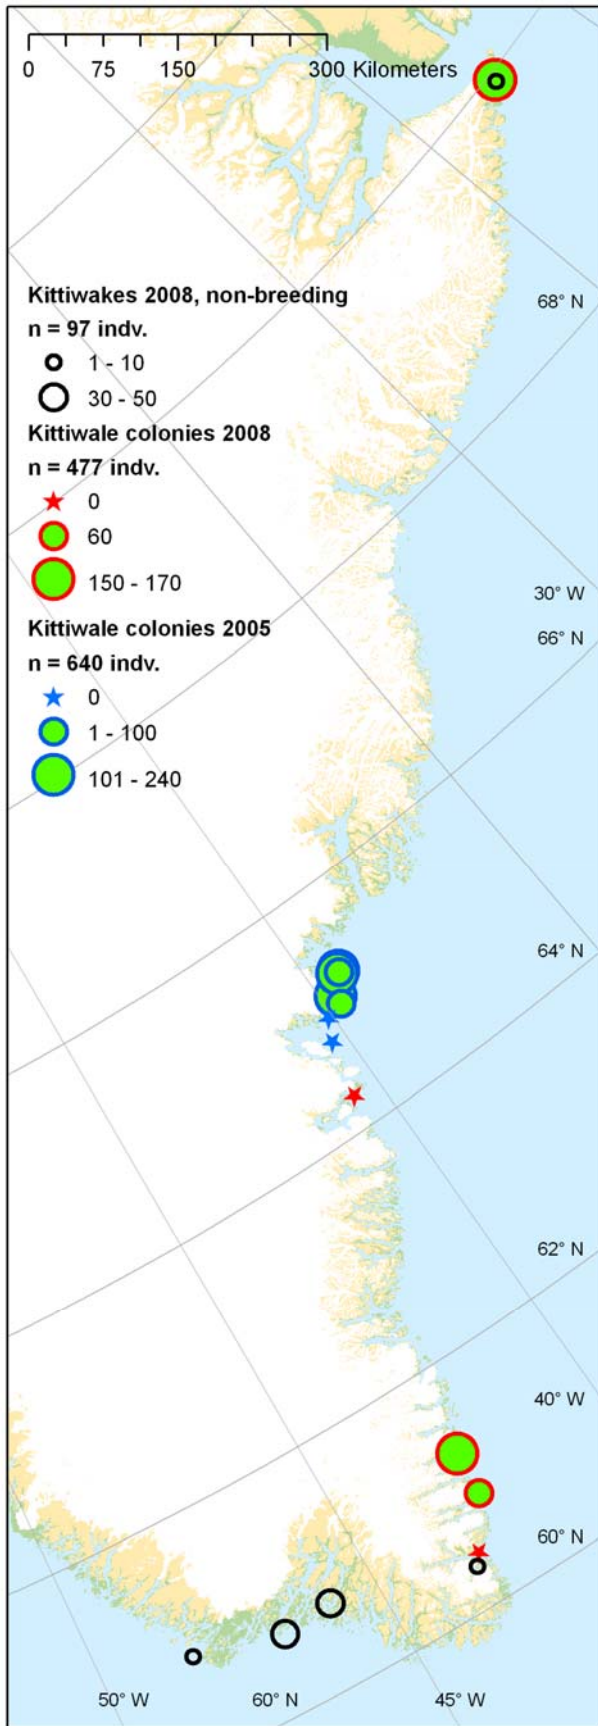 0 75 150 300 Kilometers
68° N
Kittiwakes 2008, non-breeding
n = 97 indv.
1 - 10
30 - 50
Kittiwale colonies 2008
n = 477 indv.
0
60
150 - 170
30° W
Kittiwale colonies 2005
66° N
n = 640 indv.
0
1 - 100
101 - 240
64° N
62° N
40° W
60° N
50° W 60° N 45° W